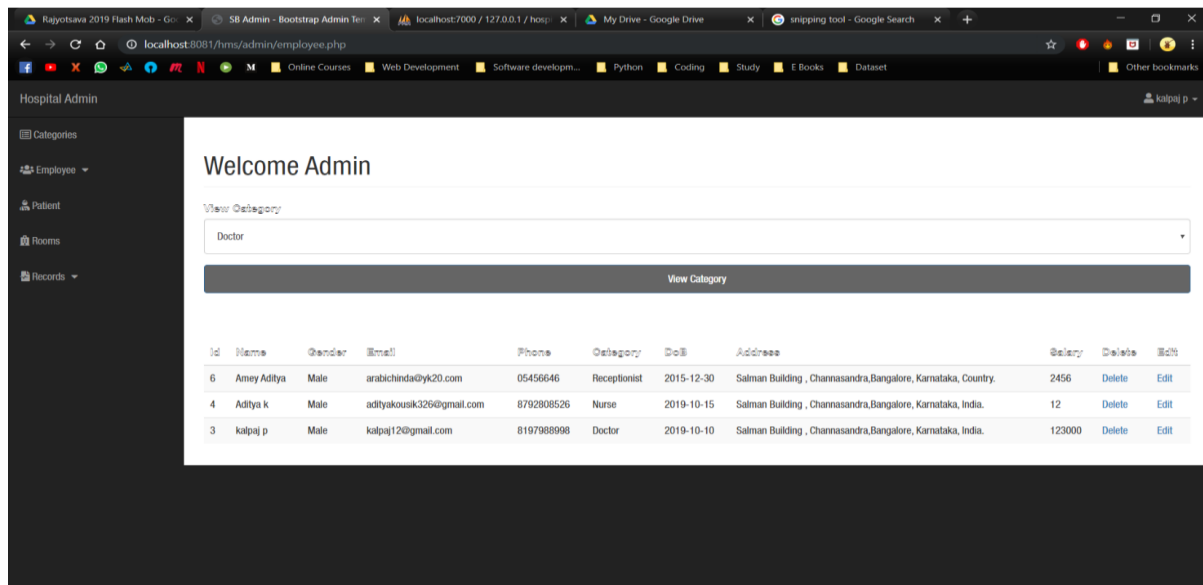 Rajyotsava 2019 Flash Mob - Go SB Admin - Bootstrap Admin Tem localhost:7000 / 127.0.0.1 / hospi My Drive - Google Drive snipping tool - Google Search
localhost:8081/hms/admin/employee.php
Online Courses Web Development Software developm... Python Coding Study E Books Dataset Other bookmarks
Hospital Admin kalpaj p
Categories
Employee
Patient
Rooms
Records
Welcome Admin
View Category
Doctor
View Category
Id Name Gender Email Phone Category DoB Address Salary Delete Edit
6 Amey Aditya Male arabichinda@yk20.com 05456646 Receptionist 2015-12-30 Salman Building , Channasandra,Bangalore, Karnataka, Country. 2456 Delete Edit
4 Aditya k Male adityakousik326@gmail.com 8792808526 Nurse 2019-10-15 Salman Building , Channasandra,Bangalore, Karnataka, India. 12 Delete Edit
3 kalpaj p Male kalpaj12@gmail.com 8197988998 Doctor 2019-10-10 Salman Building , Channasandra,Bangalore, Karnataka, India. 123000 Delete Edit